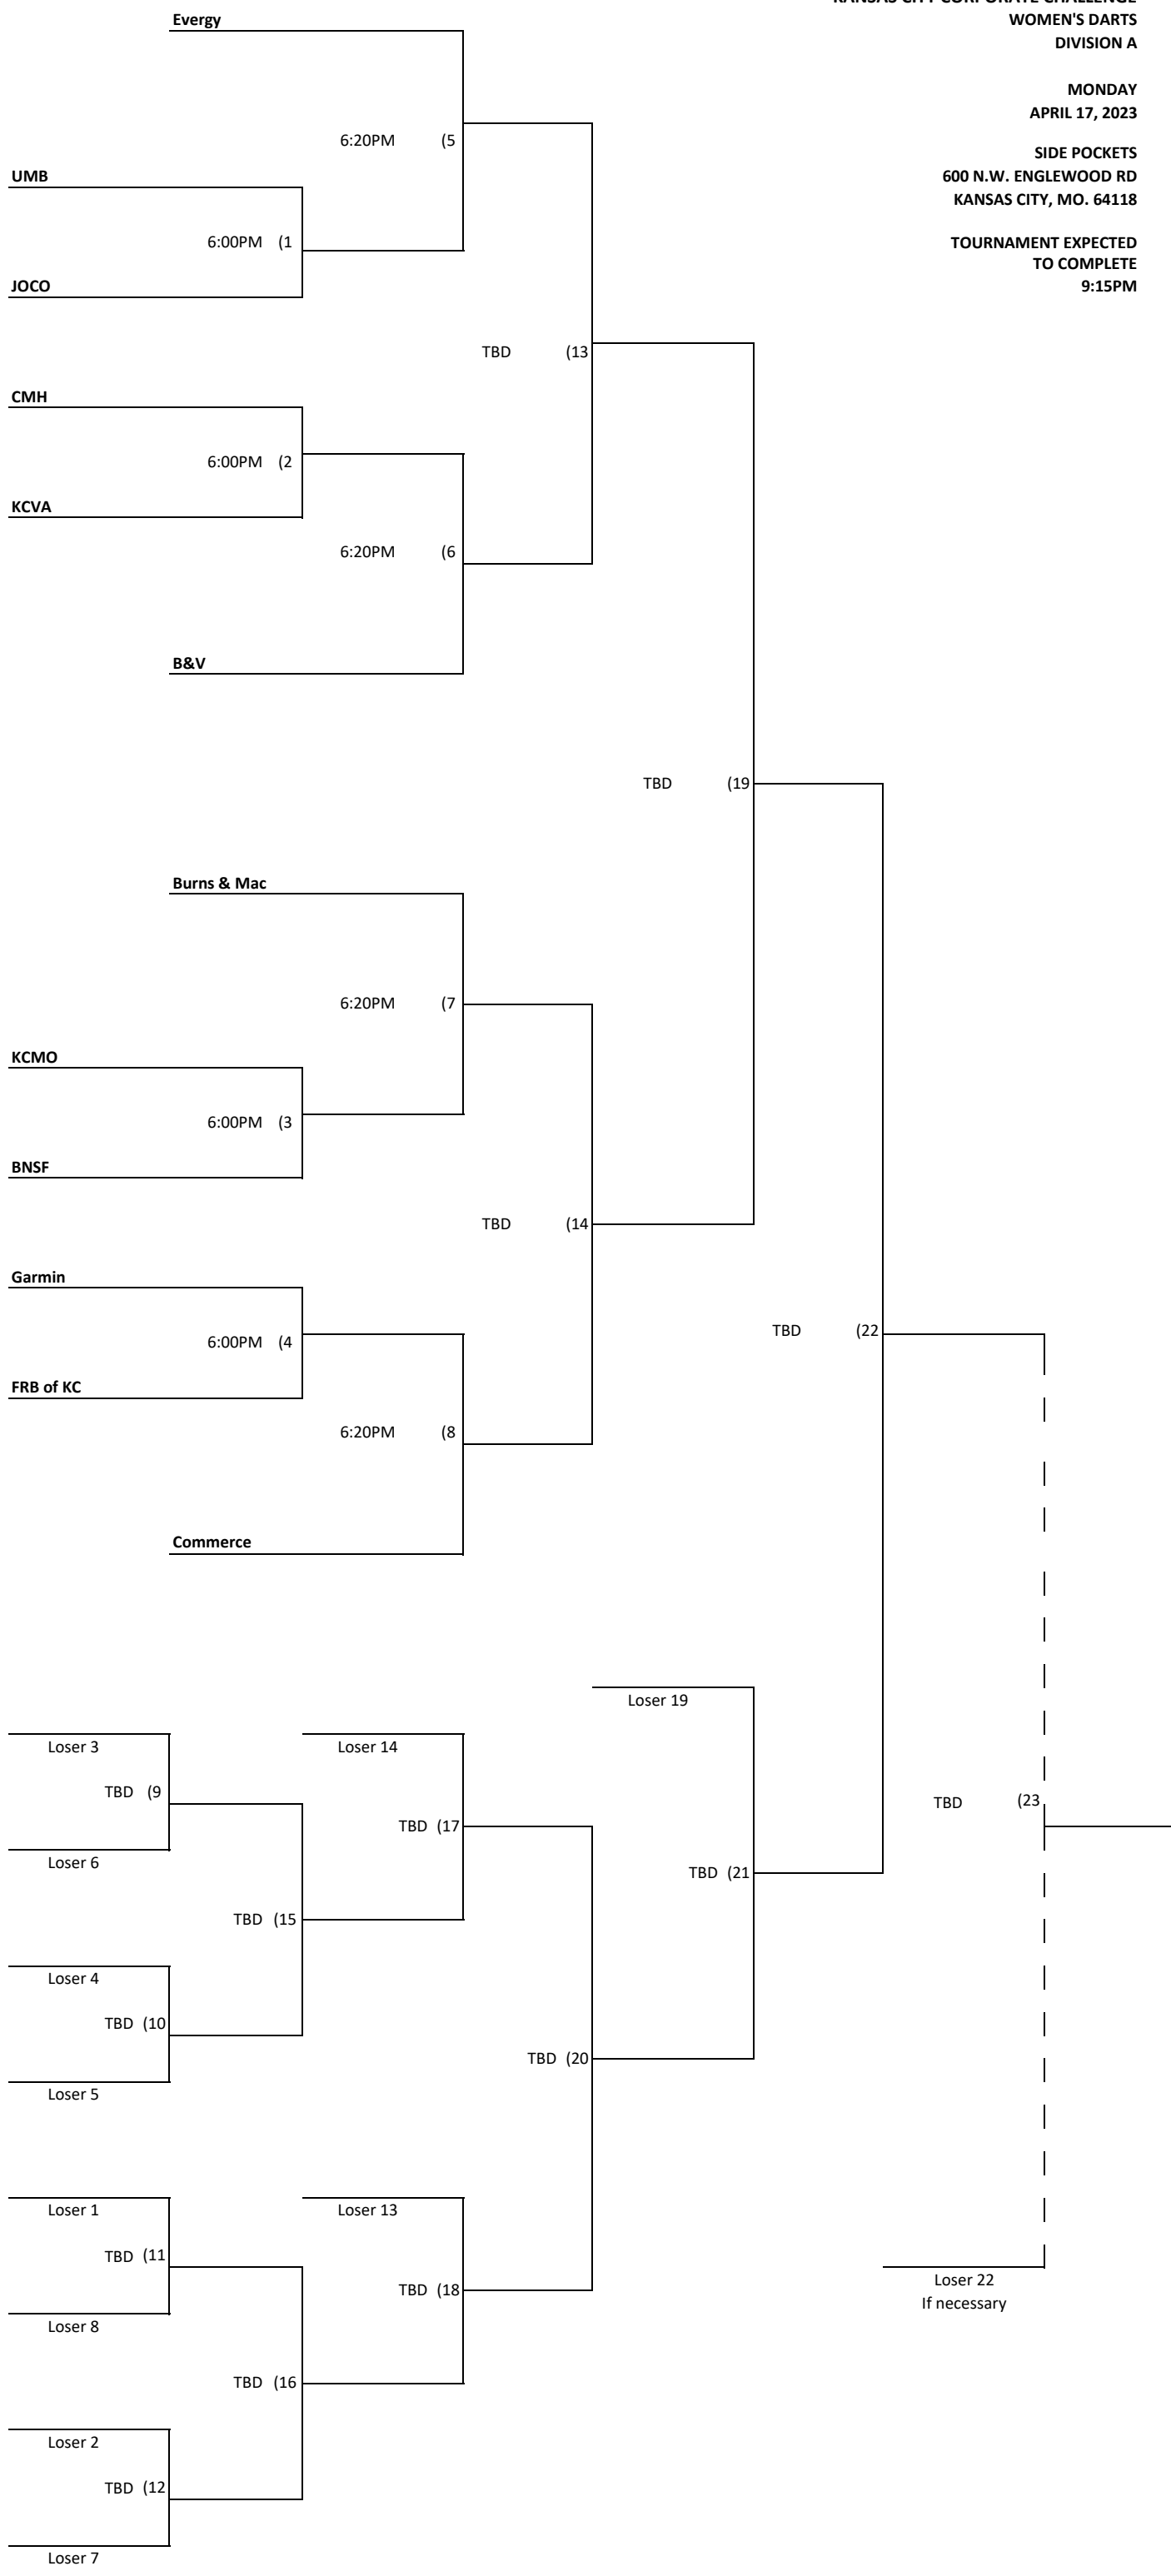 KANSAS CITY CORPORATE CHALLENGE
WOMEN'S DARTS
DIVISION A
MONDAY
APRIL 17, 2023
SIDE POCKETS
600 N.W. ENGLEWOOD RD
KANSAS CITY, MO. 64118
TOURNAMENT EXPECTED
TO COMPLETE
9:15PM
Evergy
6:20PM (5
UMB
6:00PM (1
JOCO
TBD (13
CMH
6:00PM (2
KCVA
6:20PM (6
B&V
TBD (19
Burns & Mac
6:20PM (7
KCMO
6:00PM (3
BNSF
TBD (14
Garmin
6:00PM (4
TBD (22
FRB of KC
6:20PM (8
Commerce
Loser 19
Loser 3
Loser 14
TBD (9
TBD (23
TBD (17
Loser 6
TBD (21
TBD (15
Loser 4
TBD (10
TBD (20
Loser 5
Loser 1
Loser 13
TBD (11
Loser 22
TBD (18
If necessary
Loser 8
TBD (16
Loser 2
TBD (12
Loser 7